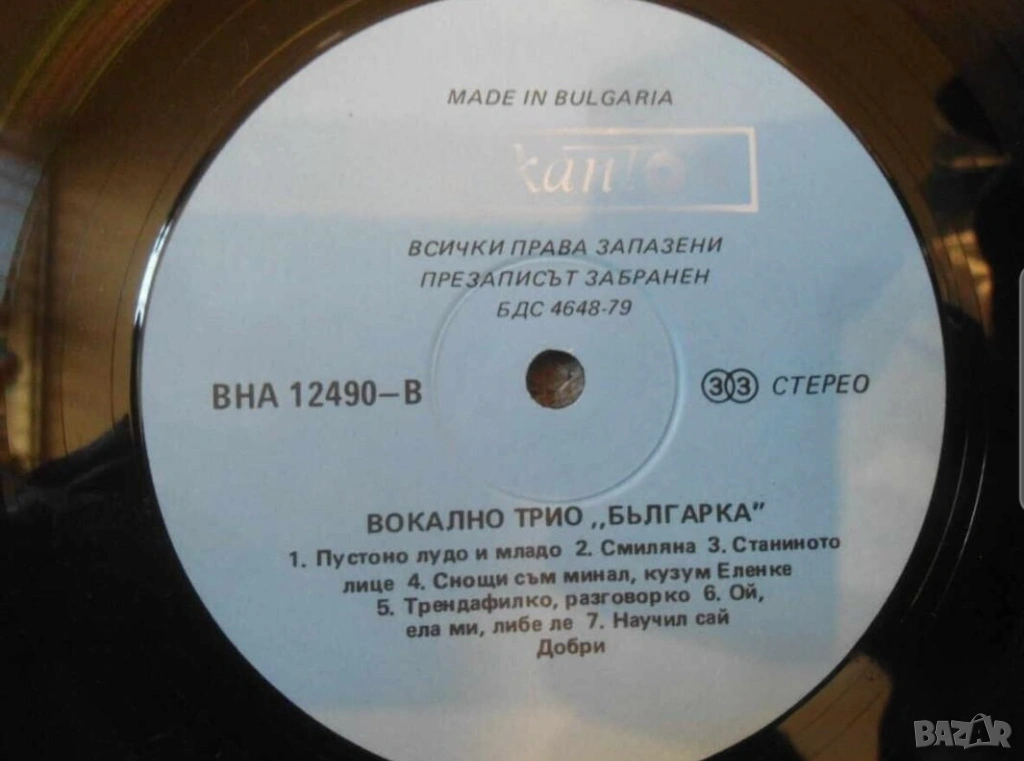 MADE IN BULGARIA
ВСИЧКИ ПРАВА ЗАПАЗЕНИ
ПРЕЗАПИСЪТ ЗАБРАНЕН
БДС 4648-79
ВНА 12490–В
33 СТЕРЕО
ВОКАЛНО ТРИО „БЪЛГАРКА"
1. Пустоно лудо и младо 2. Смиляна 3. Станиното
лице 4. Снощи съм минал, кузум Еленке
5. Трендафилко, разговорко 6. Ой,
ела ми, либе ле 7. Научил сай
Добри
BAZAR